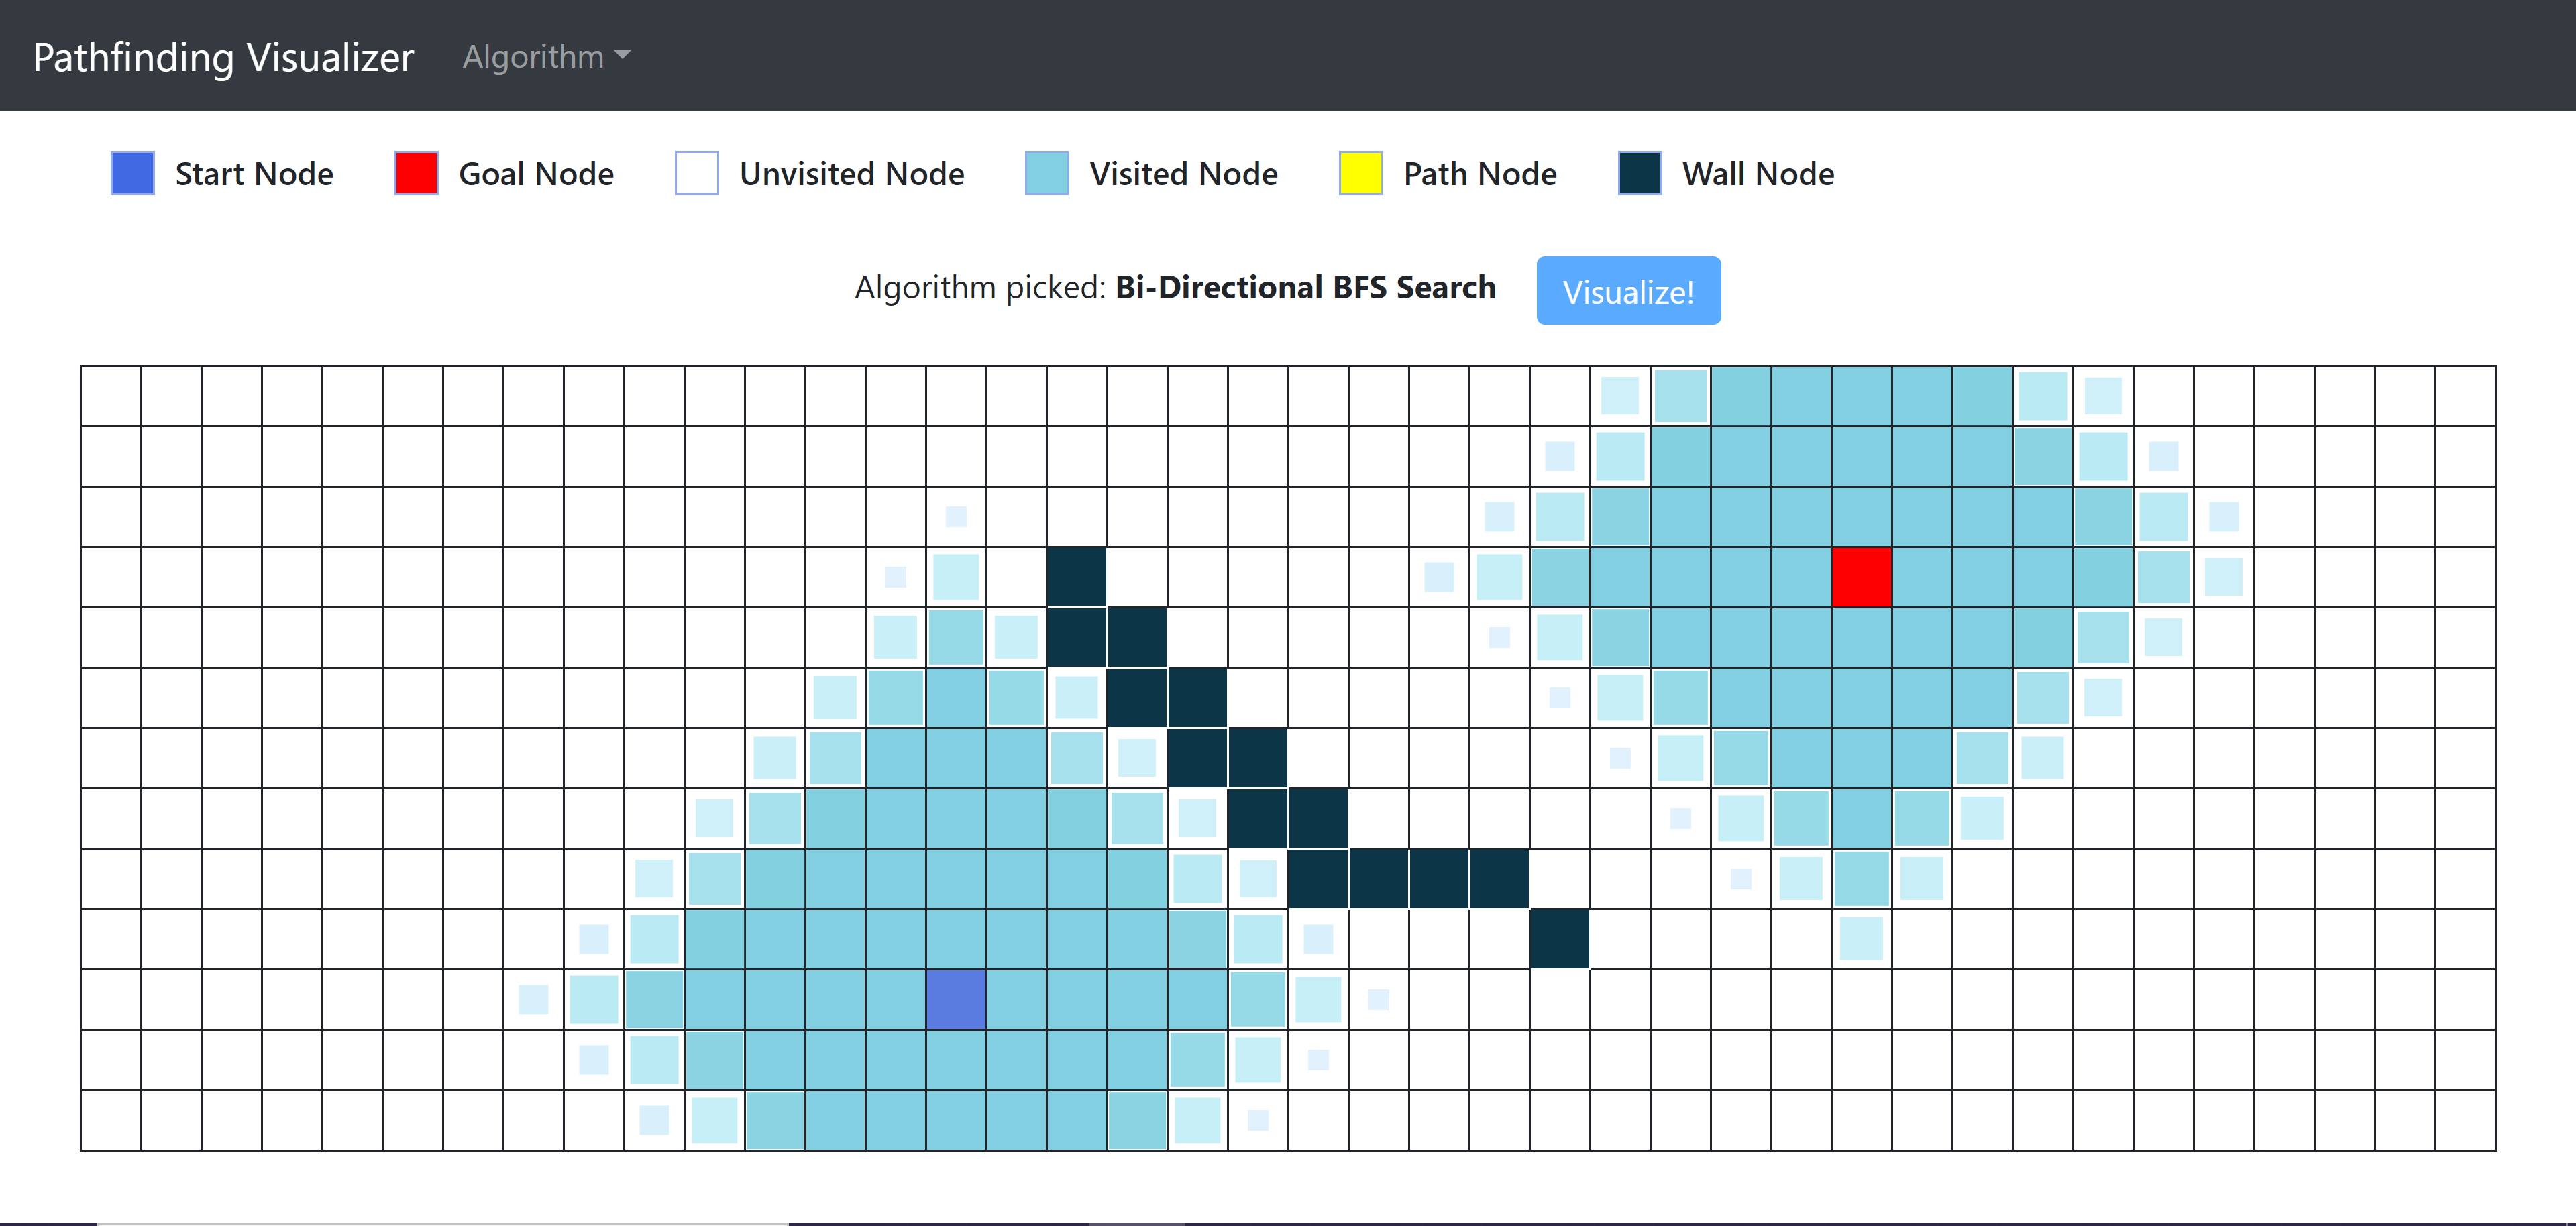 Pathfinding Visualizer Algorithm
Start Node Goal Node Unvisited Node Visited Node Path Node Wall Node
Algorithm picked: Bi-Directional BFS Search Visualize!